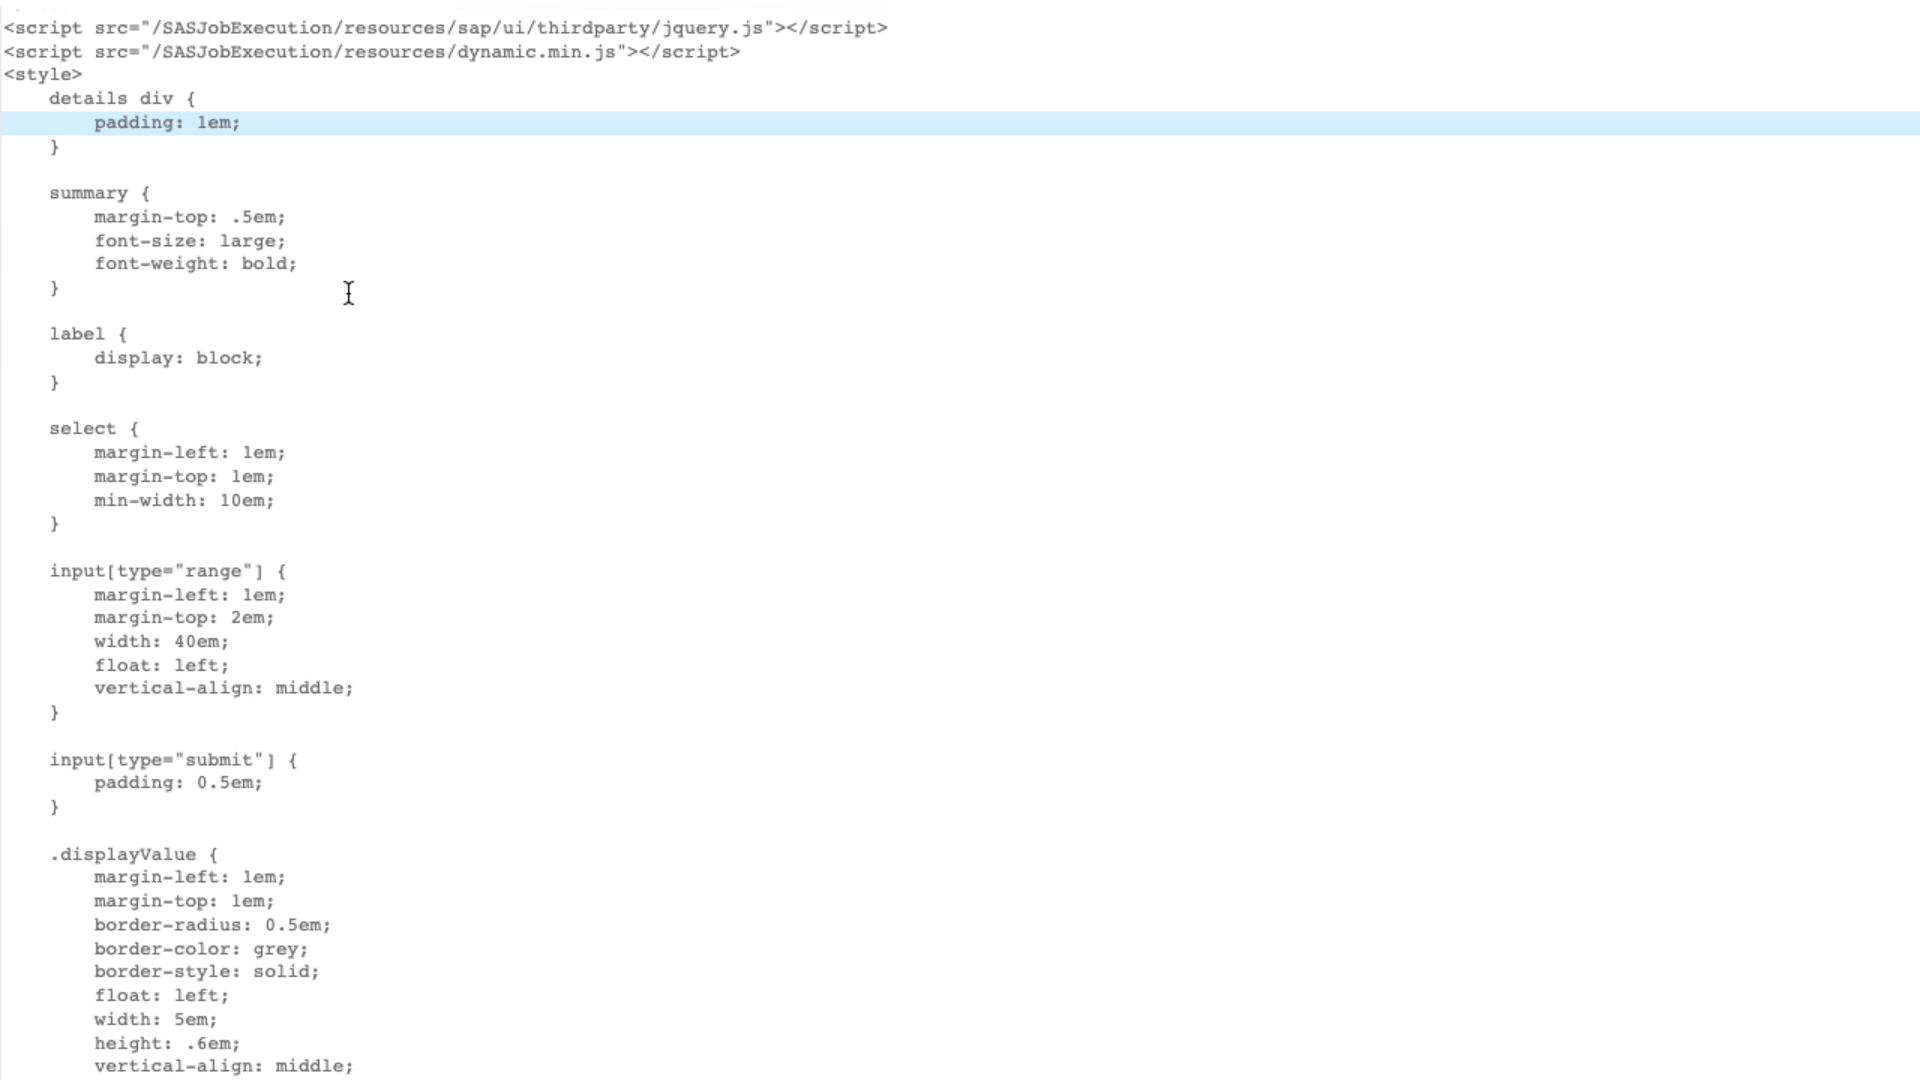 <script src="/SASJobExecution/resources/sap/ui/thirdparty/jquery.js"></script>
<script src="/SASJobExecution/resources/dynamic.min.js"></script>
<style>
    details div {
        padding: 1em;
    }

    summary {
        margin-top: .5em;
        font-size: large;
        font-weight: bold;
    }

    label {
        display: block;
    }

    select {
        margin-left: 1em;
        margin-top: 1em;
        min-width: 10em;
    }

    input[type="range"] {
        margin-left: 1em;
        margin-top: 2em;
        width: 40em;
        float: left;
        vertical-align: middle;
    }

    input[type="submit"] {
        padding: 0.5em;
    }

    .displayValue {
        margin-left: 1em;
        margin-top: 1em;
        border-radius: 0.5em;
        border-color: grey;
        border-style: solid;
        float: left;
        width: 5em;
        height: .6em;
        vertical-align: middle;